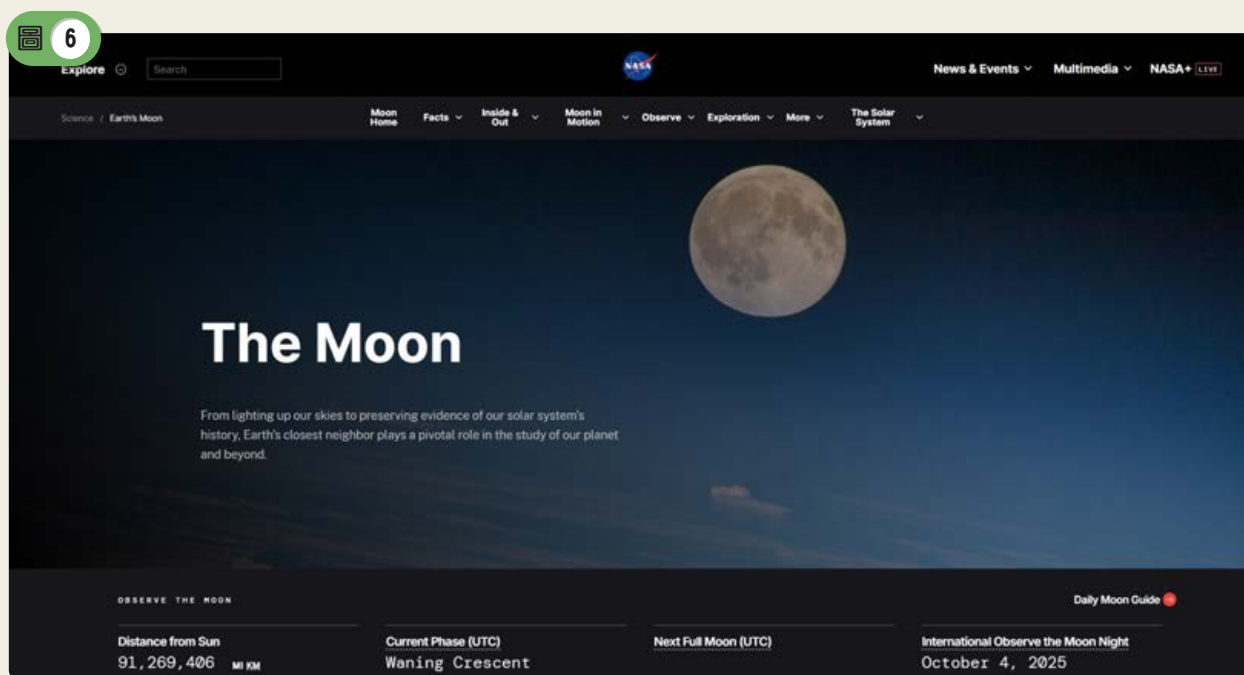 6
Explore
Search
NASA
News & Events
Multimedia
NASA+ LIVE
Science / Earth's Moon
Moon Home
Facts
Inside & Out
Moon in Motion
Observe
Exploration
More
The Solar System
The Moon
From lighting up our skies to preserving evidence of our solar system's
history, Earth's closest neighbor plays a pivotal role in the study of our planet
and beyond.
OBSERVE THE MOON
Daily Moon Guide
Distance from Sun
91,269,406 MI KM
Current Phase (UTC)
Waning Crescent
Next Full Moon (UTC)
International Observe the Moon Night
October 4, 2025